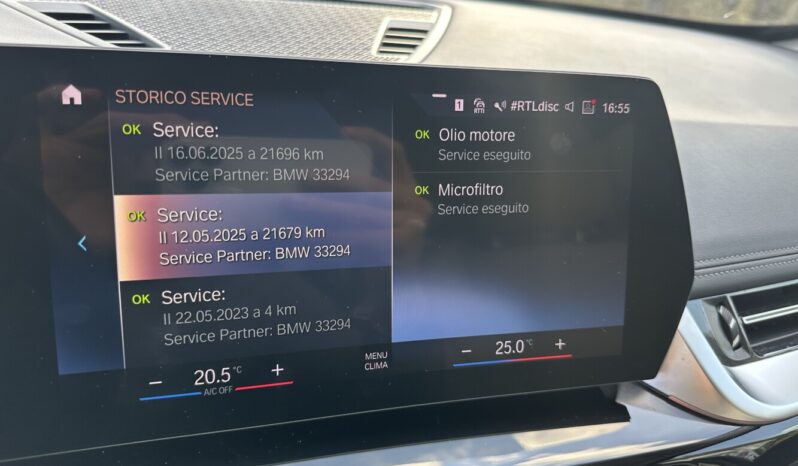 STORICO SERVICE
1 RTTI #RTLdisc 16:55
OK Service:
Il 16.06.2025 a 21696 km
Service Partner: BMW 33294
OK Service:
Il 12.05.2025 a 21679 km
Service Partner: BMW 33294
OK Service:
Il 22.05.2023 a 4 km
Service Partner: BMW 33294
OK Olio motore
Service eseguito
OK Microfiltro
Service eseguito
− 20.5 °C +
A/C OFF
MENU
CLIMA
− 25.0 °C +